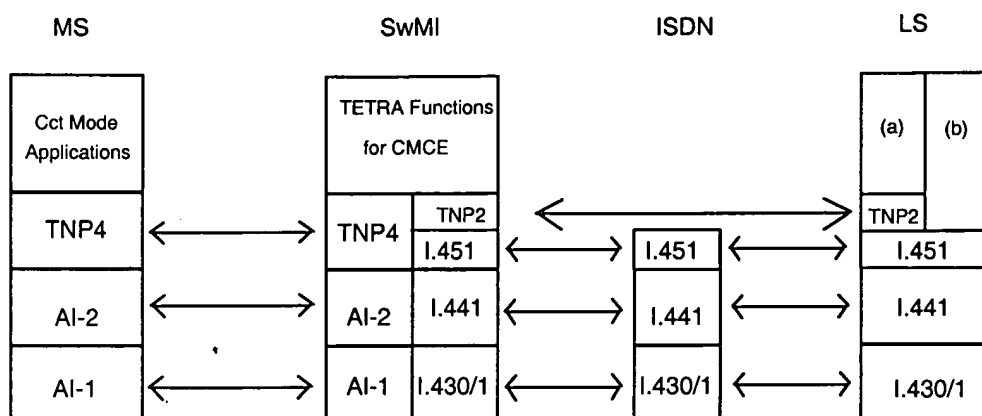 MS SwMI ISDN LS
Cct Mode
Applications
TETRA Functions
for CMCE
(a) (b)
TNP4 TNP4 TNP2 TNP2
I.451 I.451 I.451
AI-2 AI-2 I.441 I.441 I.441
AI-1 AI-1 I.430/1 I.430/1 I.430/1